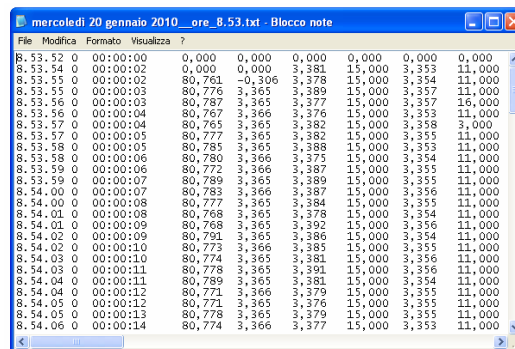 mercoledì 20 gennaio 2010__ore_8.53.txt - Blocco note
File Modifica Formato Visualizza ?
8.53.52 0 00:00:00 0,000 0,000 0,000 0,000 0,000 0,000
8.53.54 0 00:00:02 0,000 0,000 3,381 15,000 3,353 11,000
8.53.55 0 00:00:02 80,761 -0,306 3,378 15,000 3,354 11,000
8.53.55 0 00:00:03 80,776 3,365 3,389 15,000 3,357 11,000
8.53.56 0 00:00:03 80,787 3,365 3,377 15,000 3,357 16,000
8.53.56 0 00:00:04 80,767 3,366 3,376 15,000 3,353 11,000
8.53.57 0 00:00:04 80,765 3,365 3,382 15,000 3,358 3,000
8.53.57 0 00:00:05 80,777 3,365 3,382 15,000 3,355 11,000
8.53.58 0 00:00:05 80,785 3,365 3,388 15,000 3,353 11,000
8.53.58 0 00:00:06 80,780 3,366 3,375 15,000 3,354 11,000
8.53.59 0 00:00:06 80,772 3,366 3,387 15,000 3,355 11,000
8.53.59 0 00:00:07 80,789 3,365 3,389 15,000 3,355 11,000
8.54.00 0 00:00:07 80,783 3,366 3,387 15,000 3,356 11,000
8.54.00 0 00:00:08 80,777 3,365 3,384 15,000 3,355 11,000
8.54.01 0 00:00:08 80,768 3,365 3,378 15,000 3,354 11,000
8.54.01 0 00:00:09 80,768 3,365 3,392 15,000 3,356 11,000
8.54.02 0 00:00:09 80,791 3,365 3,386 15,000 3,354 11,000
8.54.02 0 00:00:10 80,773 3,366 3,385 15,000 3,355 11,000
8.54.03 0 00:00:10 80,774 3,365 3,381 15,000 3,356 11,000
8.54.03 0 00:00:11 80,778 3,365 3,391 15,000 3,356 11,000
8.54.04 0 00:00:11 80,789 3,365 3,381 15,000 3,354 11,000
8.54.04 0 00:00:12 80,771 3,366 3,379 15,000 3,355 11,000
8.54.05 0 00:00:12 80,771 3,365 3,376 15,000 3,355 11,000
8.54.05 0 00:00:13 80,778 3,365 3,379 15,000 3,355 11,000
8.54.06 0 00:00:14 80,774 3,366 3,377 15,000 3,353 11,000